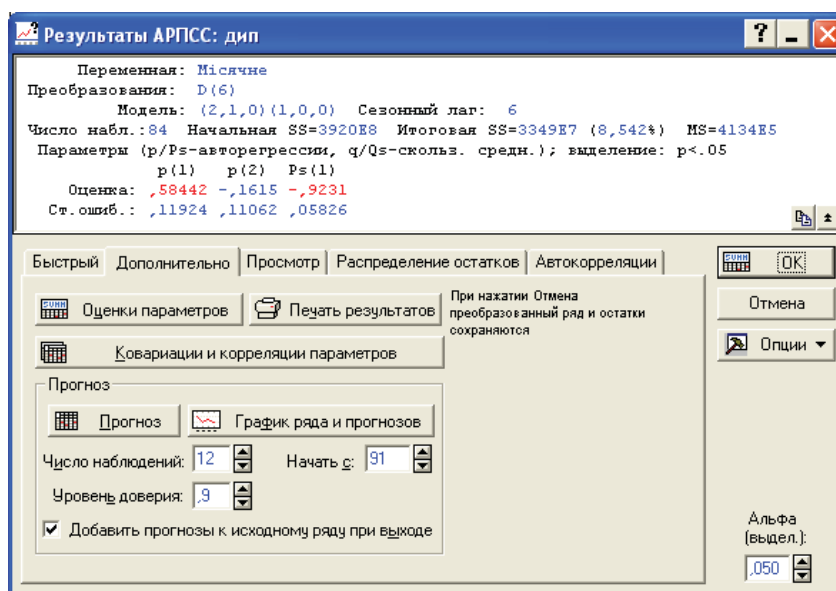 Результаты АРПСС: дип
Переменная: Місячне
Преобразования: D(6)
Модель: (2,1,0)(1,0,0) Сезонный лаг: 6
Число набл.:84 Начальная SS=3920E8 Итоговая SS=3349E7 (8,542%) MS=4134E5
Параметры (p/Ps-авторегрессии, q/Qs-скольз. средн.); выделение: p<.05
p(1) p(2) Ps(1)
Оценка: ,58442 -,1615 -,9231
Ст.ошиб.: ,11924 ,11062 ,05826
Быстрый Дополнительно Просмотр Распределение остатков Автокорреляции
OK
Оценки параметров Печать результатов
При нажатии Отмена
преобразованный ряд и остатки
сохраняются
Отмена
Ковариации и корреляции параметров
Опции
Прогноз
Прогноз График ряда и прогнозов
Число наблюдений: 12 Начать с: 91
Уровень доверия: ,9
Добавить прогнозы к исходному ряду при выходе
Альфа
(выдел.):
,050